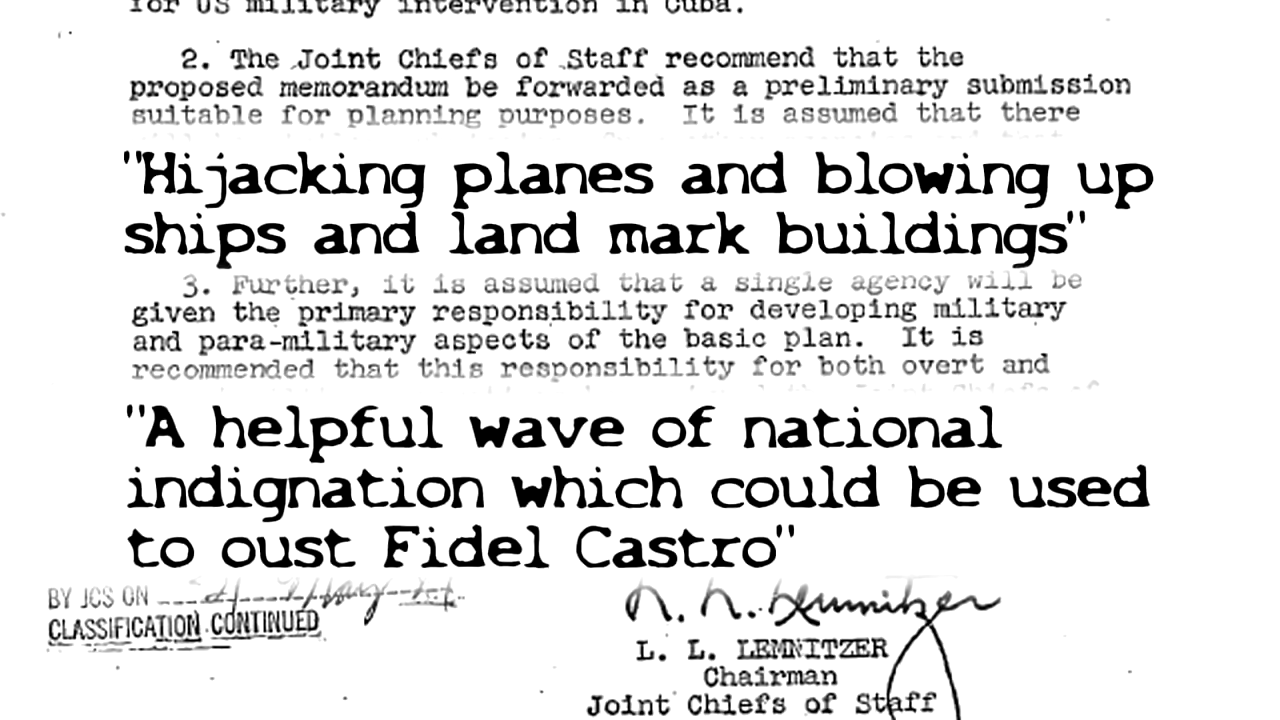 for US military intervention in Cuba.
2. The Joint Chiefs of Staff recommend that the
proposed memorandum be forwarded as a preliminary submission
suitable for planning purposes. It is assumed that there
"Hijacking planes and blowing up
ships and land mark buildings"
3. Further, it is assumed that a single agency will be
given the primary responsibility for developing military
and para-military aspects of the basic plan. It is
recommended that this responsibility for both overt and
"A helpful wave of national
indignation which could be used
to oust Fidel Castro"
BY JCS ON
CLASSIFICATION CONTINUED
L. L. Lemnitzer
L. L. LEMNITZER
Chairman
Joint Chiefs of Staff